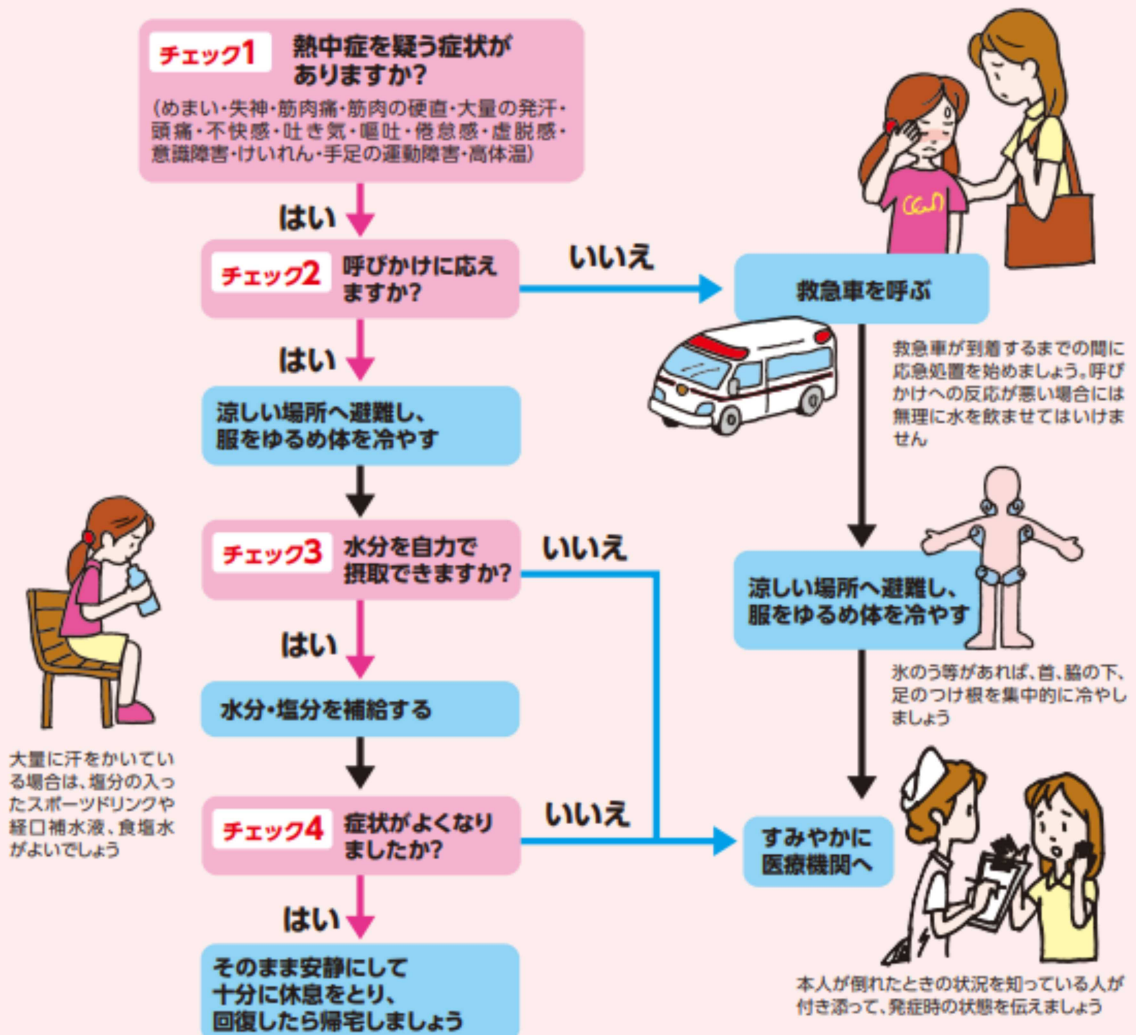 チェック1 熱中症を疑う症状が
ありますか?
(めまい・失神・筋肉痛・筋肉の硬直・大量の発汗・
頭痛・不快感・吐き気・嘔吐・倦怠感・虚脱感・
意識障害・けいれん・手足の運動障害・高体温)
はい
チェック2 呼びかけに応え
ますか?
いいえ
救急車を呼ぶ
救急車が到着するまでの間に
応急処置を始めましょう。呼び
かけへの反応が悪い場合には
無理に水を飲ませてはいけま
せん
はい
涼しい場所へ避難し、
服をゆるめ体を冷やす
チェック3 水分を自力で
摂取できますか?
いいえ
涼しい場所へ避難し、
服をゆるめ体を冷やす
氷のう等があれば、首、脇の下、
足のつけ根を集中的に冷やし
ましょう
はい
水分・塩分を補給する
大量に汗をかいてい
る場合は、塩分の入っ
たスポーツドリンクや
経口補水液、食塩水
がよいでしょう
チェック4 症状がよくなり
ましたか?
いいえ
すみやかに
医療機関へ
本人が倒れたときの状況を知っている人が
付き添って、発症時の状態を伝えましょう
はい
そのまま安静にして
十分に休息をとり、
回復したら帰宅しましょう